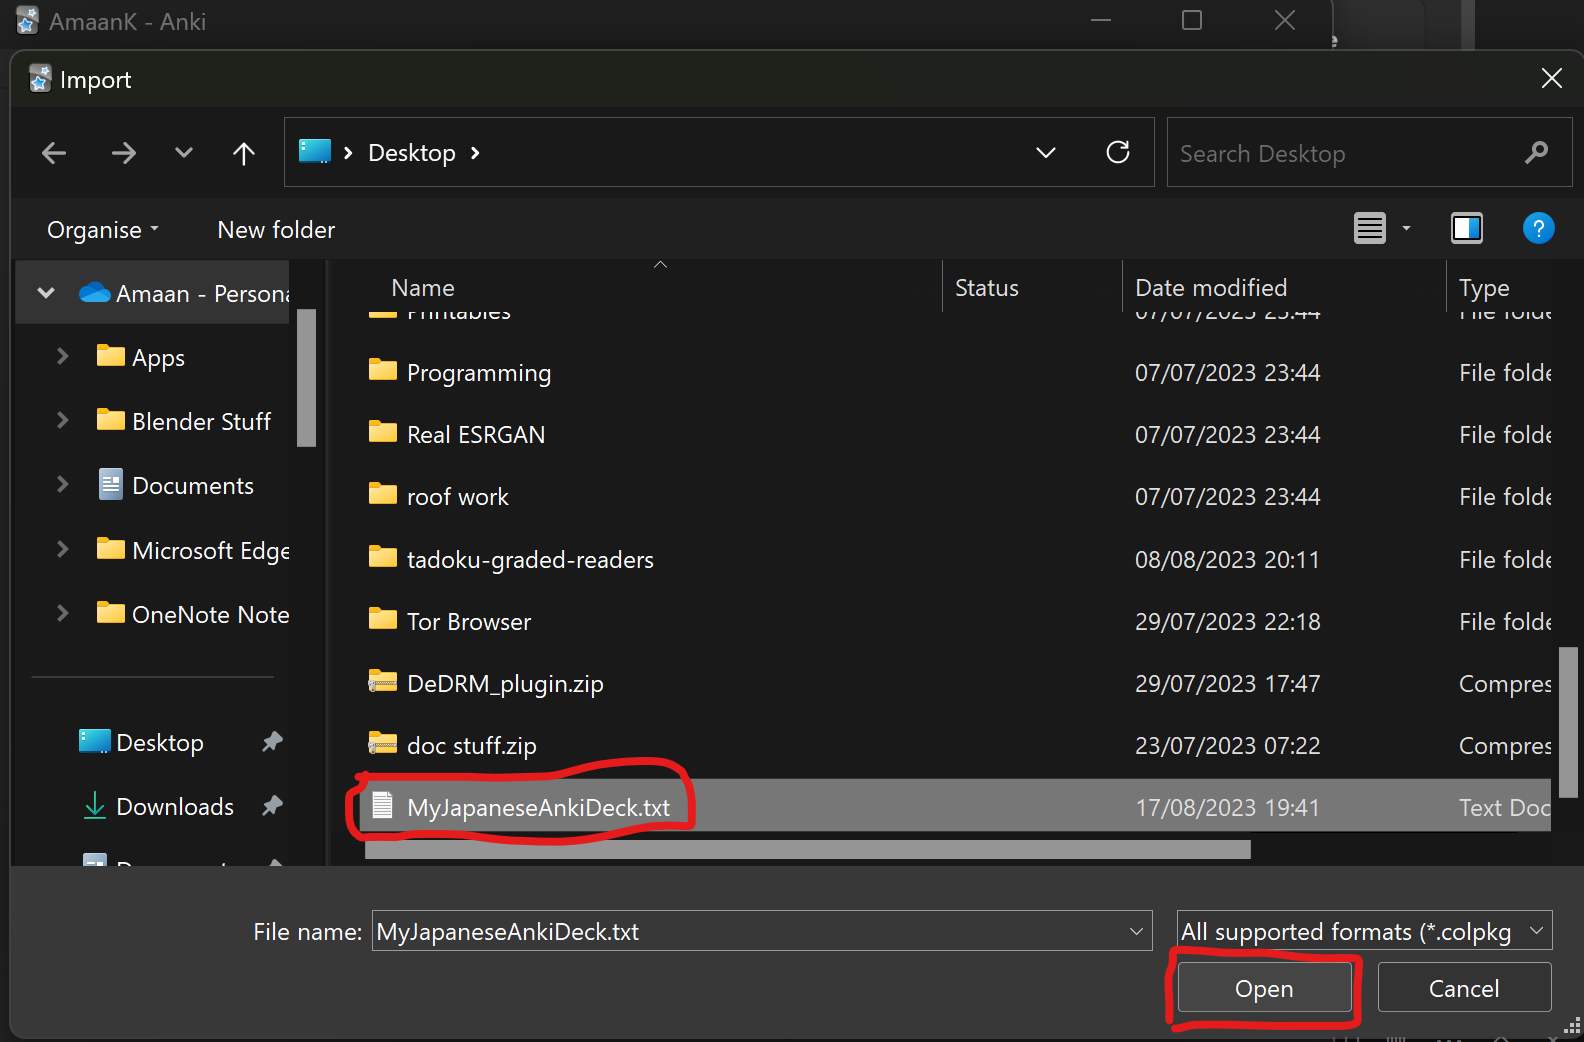 AmaanK - Anki
Import
Desktop
Search Desktop
Organise
New folder
?
Amaan - Persona
Name
Status
Date modified
Type
Printables
07/07/2023 23:44
File folde
Apps
Programming
07/07/2023 23:44
File folde
Blender Stuff
Real ESRGAN
07/07/2023 23:44
File folde
Documents
roof work
07/07/2023 23:44
File folde
Microsoft Edge
tadoku-graded-readers
08/08/2023 20:11
File folde
OneNote Note
Tor Browser
29/07/2023 22:18
File folde
DeDRM_plugin.zip
29/07/2023 17:47
Compres
Desktop
doc stuff.zip
23/07/2023 07:22
Compres
Downloads
MyJapaneseAnkiDeck.txt
17/08/2023 19:41
Text Doc
File name:
MyJapaneseAnkiDeck.txt
All supported formats (*.colpkg
Open
Cancel